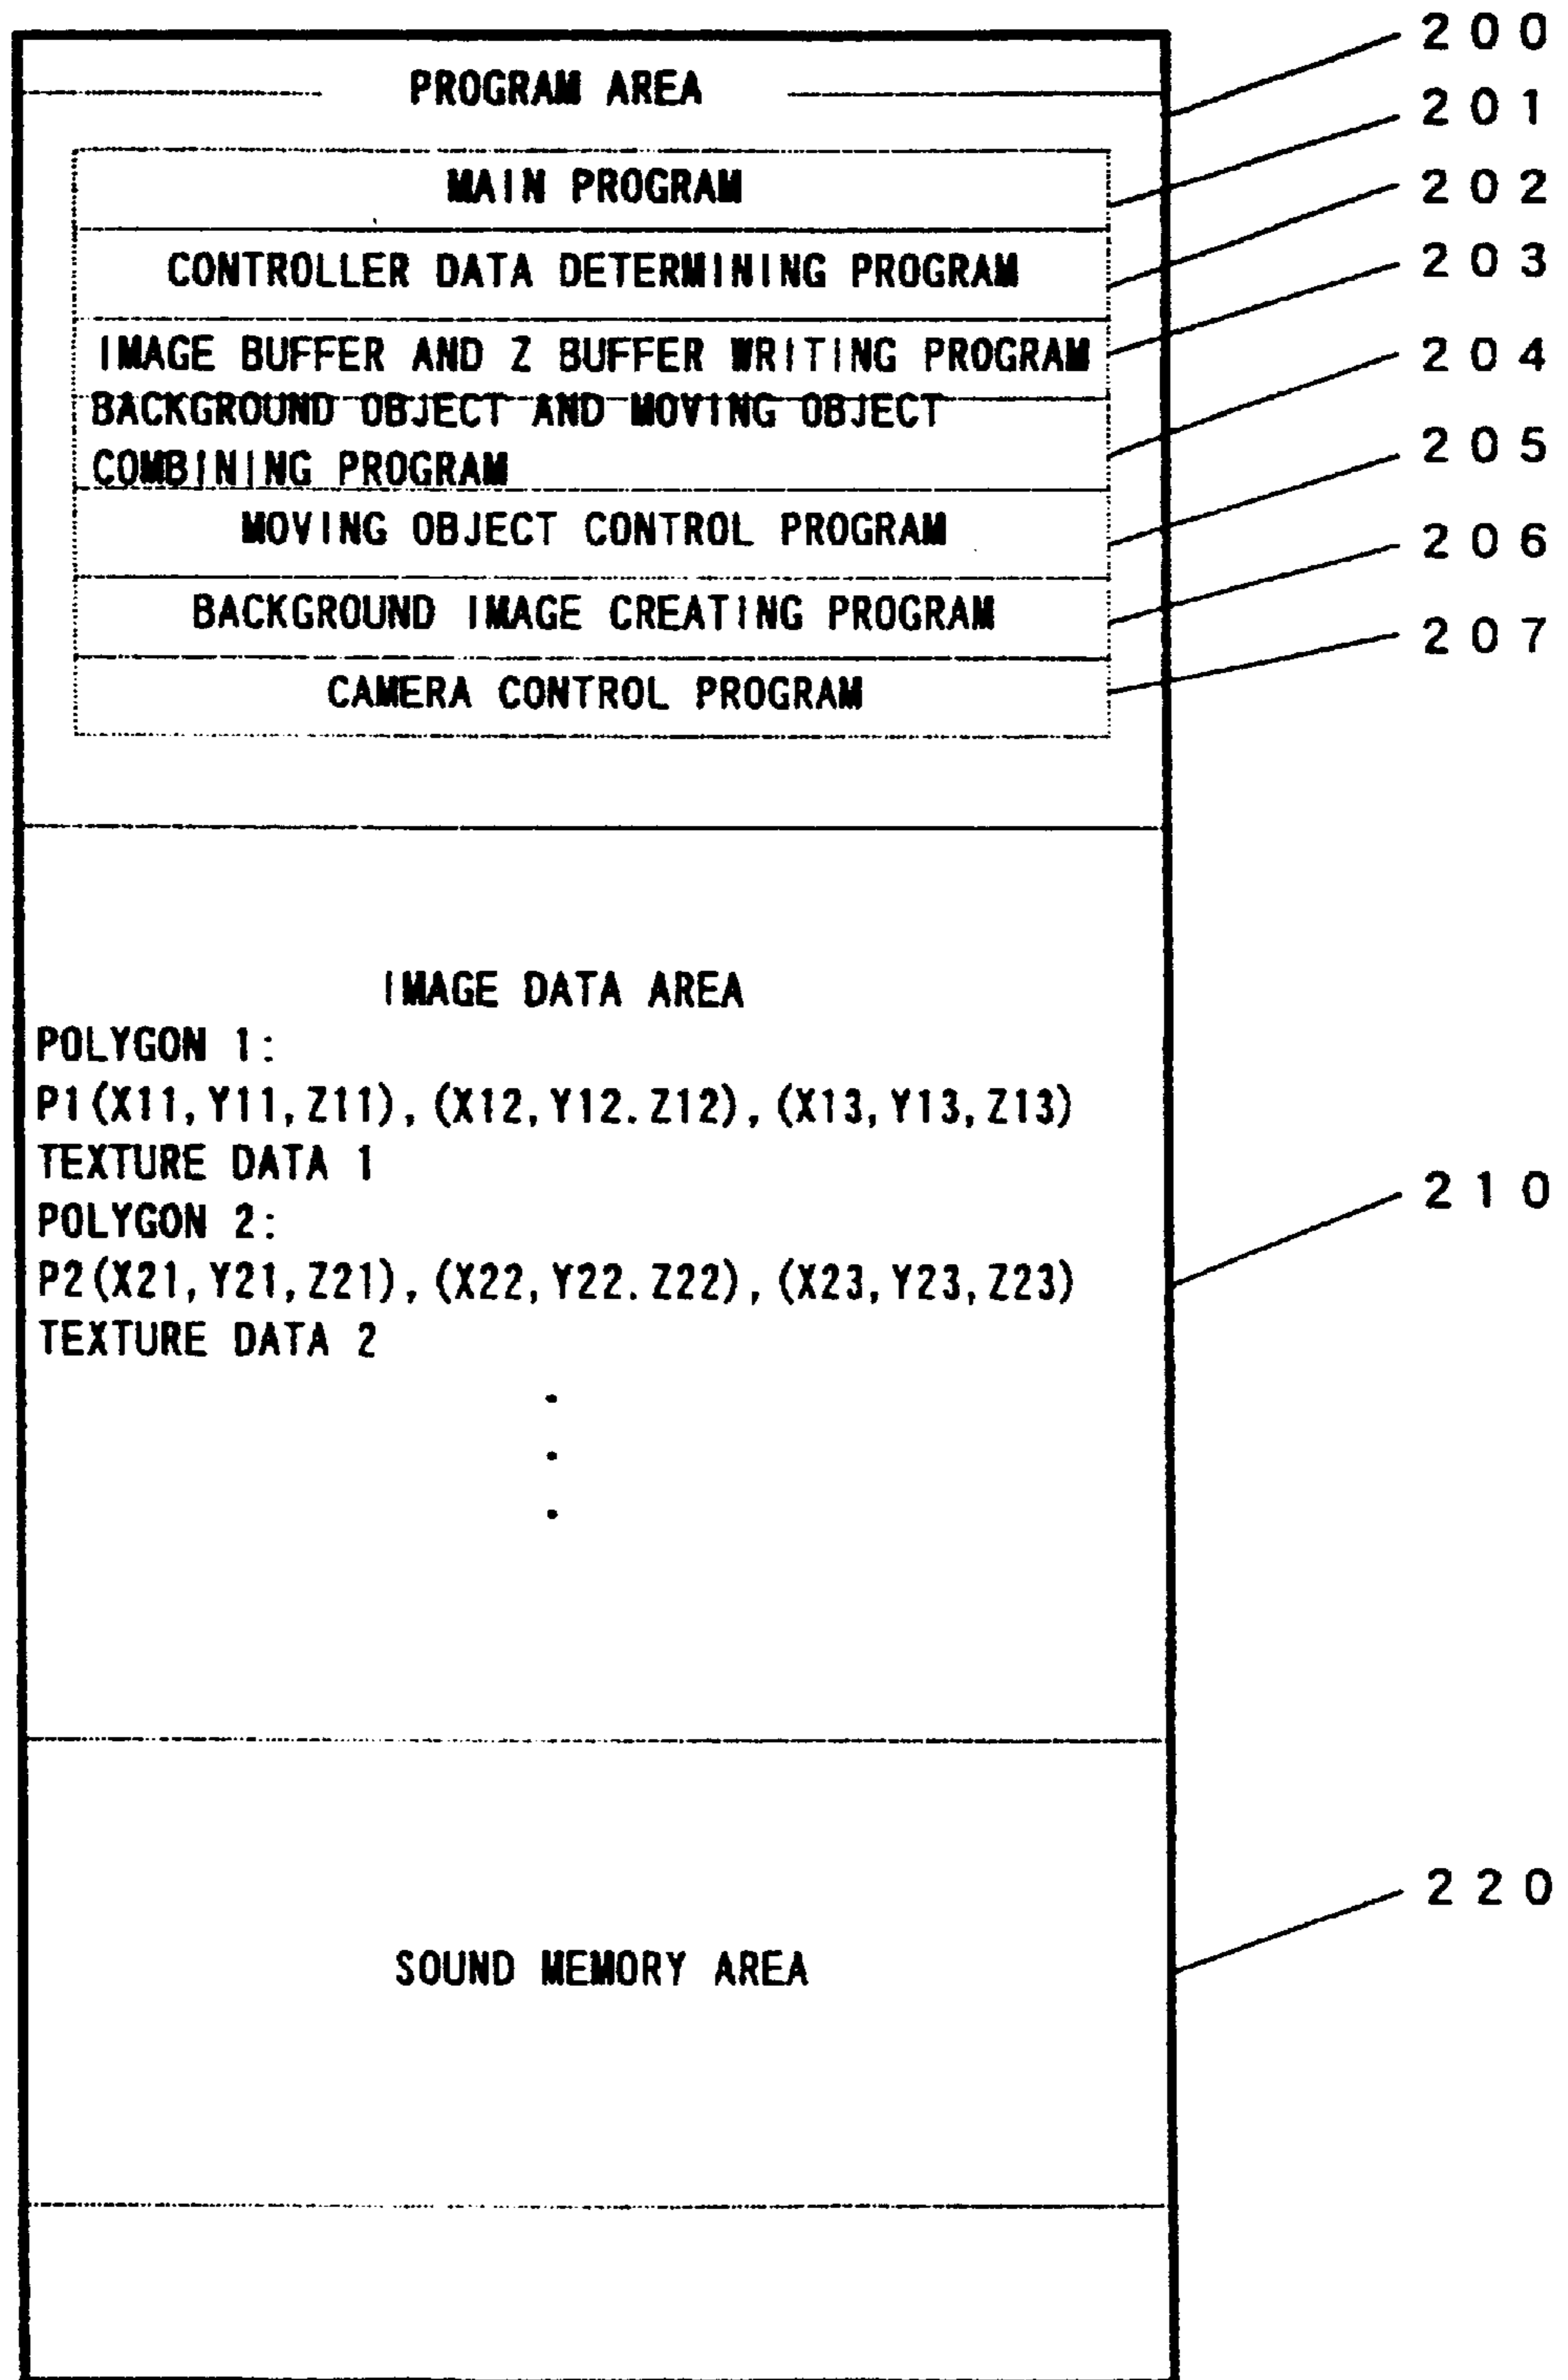 200
PROGRAM AREA
201
MAIN PROGRAM
202
CONTROLLER DATA DETERMINING PROGRAM
203
IMAGE BUFFER AND Z BUFFER WRITING PROGRAM
204
BACKGROUND OBJECT AND MOVING OBJECT
COMBINING PROGRAM
205
MOVING OBJECT CONTROL PROGRAM
206
BACKGROUND IMAGE CREATING PROGRAM
207
CAMERA CONTROL PROGRAM
IMAGE DATA AREA
POLYGON 1:
P1(X11,Y11,Z11),(X12,Y12.Z12),(X13,Y13,Z13)
TEXTURE DATA 1
210
POLYGON 2:
P2(X21,Y21,Z21),(X22,Y22.Z22),(X23,Y23,Z23)
TEXTURE DATA 2
.
.
.
220
SOUND MEMORY AREA